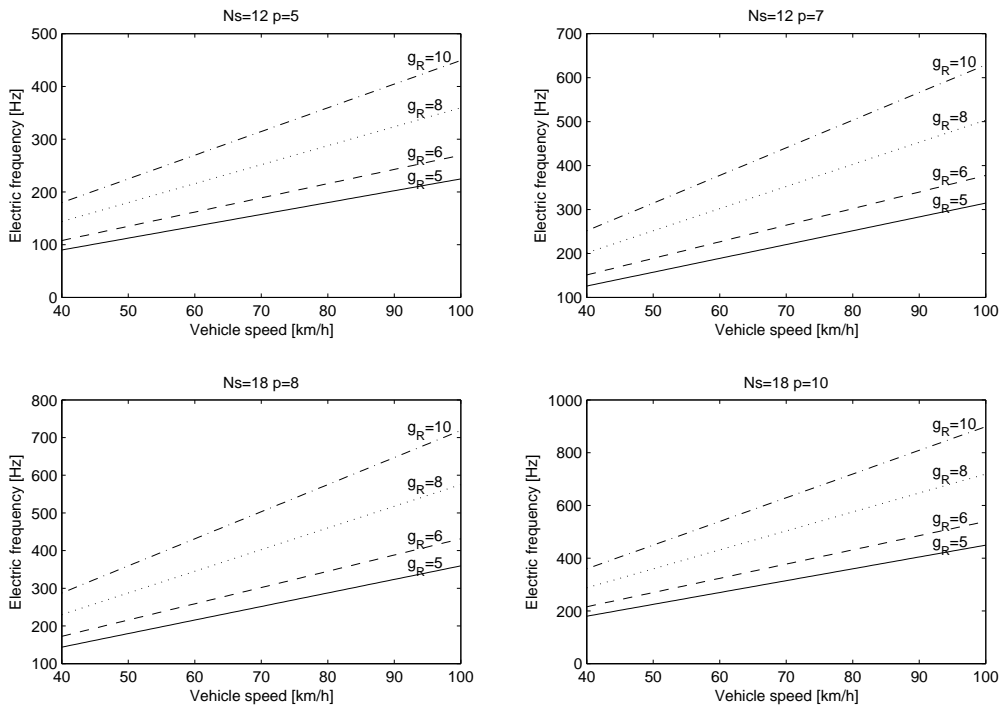 Ns=12 p=5
500
400
300
200
100
0
40 50 60 70 80 90 100
Vehicle speed [km/h]
Electric frequency [Hz]
g_R=10
g_R=8
g_R=6
g_R=5
Ns=12 p=7
700
600
500
400
300
200
100
40 50 60 70 80 90 100
Vehicle speed [km/h]
Electric frequency [Hz]
g_R=10
g_R=8
g_R=6
g_R=5
Ns=18 p=8
800
700
600
500
400
300
200
100
40 50 60 70 80 90 100
Vehicle speed [km/h]
Electric frequency [Hz]
g_R=10
g_R=8
g_R=6
g_R=5
Ns=18 p=10
1000
800
600
400
200
0
40 50 60 70 80 90 100
Vehicle speed [km/h]
Electric frequency [Hz]
g_R=10
g_R=8
g_R=6
g_R=5